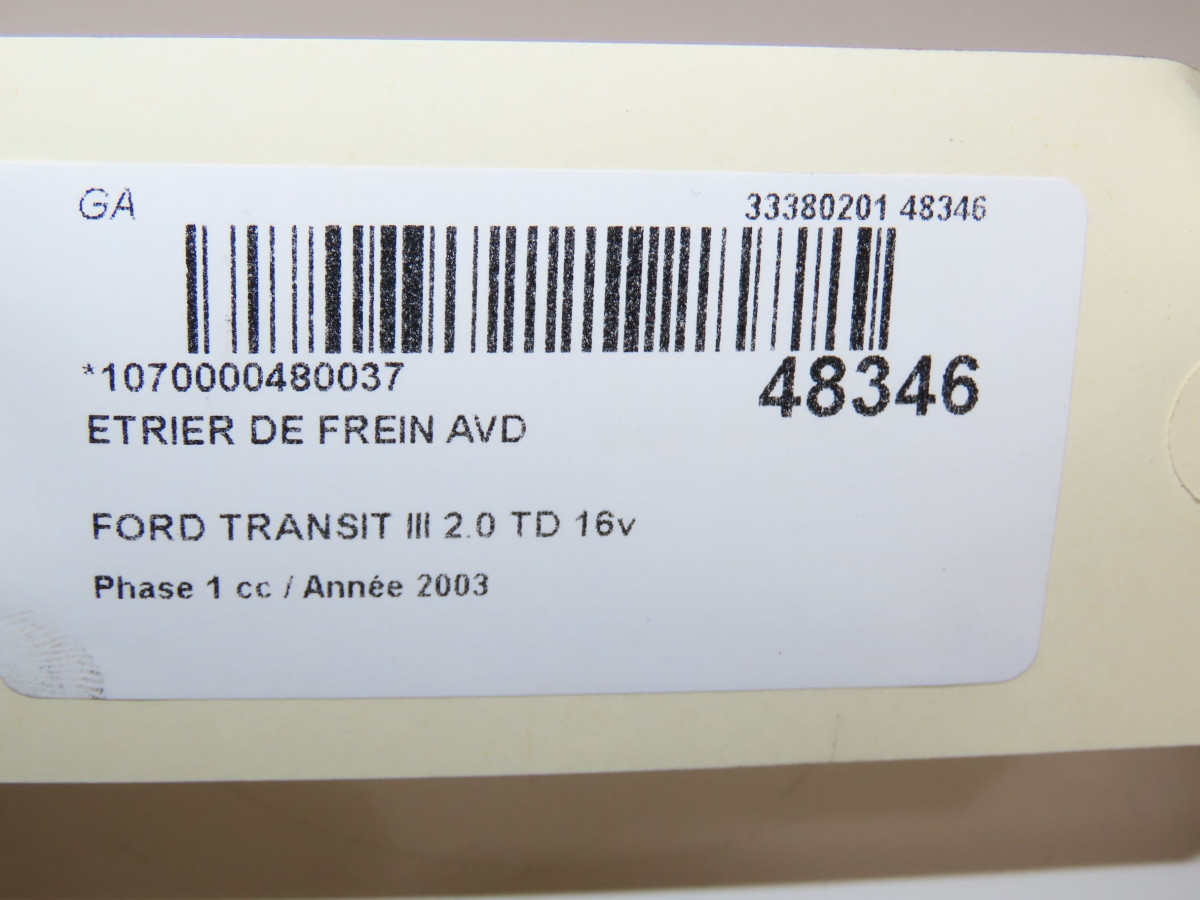 GA 33380201 48346
*1070000480037 48346
ETRIER DE FREIN AVD
FORD TRANSIT III 2.0 TD 16v
Phase 1 cc / Année 2003